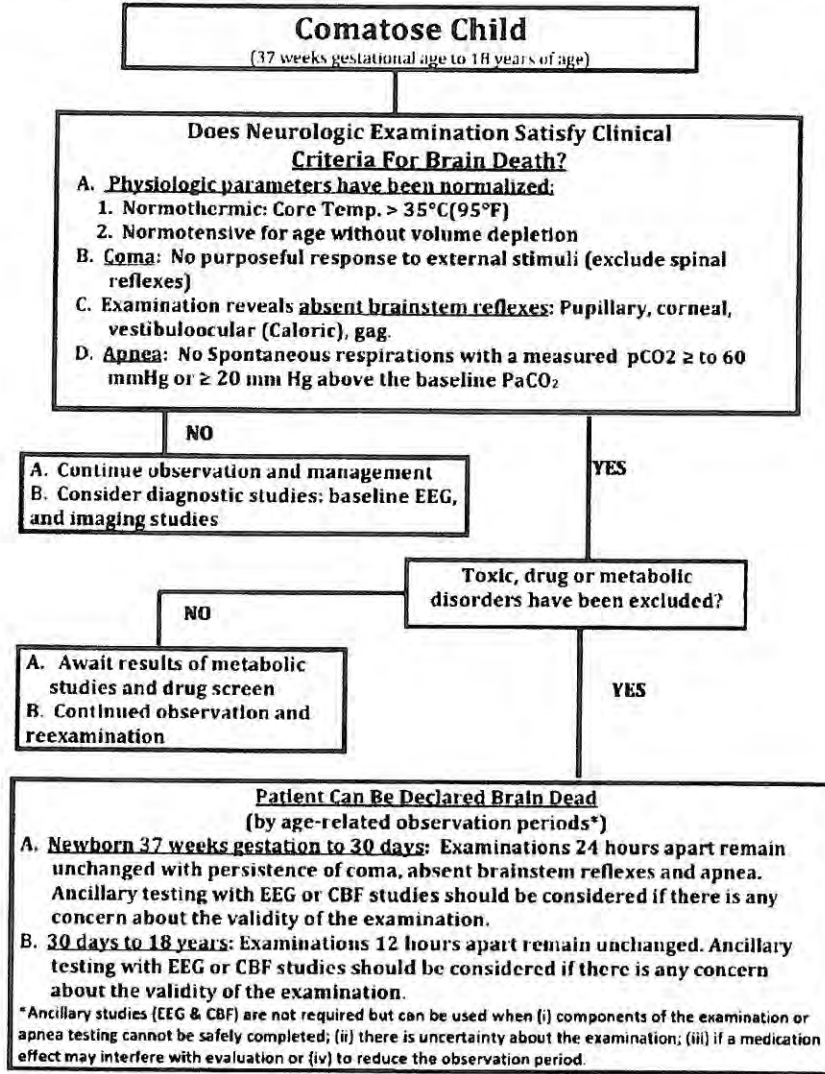 Comatose Child
(37 weeks gestational age to 18 years of age)
Does Neurologic Examination Satisfy Clinical
Criteria For Brain Death?
A. Physiologic parameters have been normalized:
1. Normothermic: Core Temp. > 35°C(95°F)
2. Normotensive for age without volume depletion
B. Coma: No purposeful response to external stimuli (exclude spinal
reflexes)
C. Examination reveals absent brainstem reflexes: Pupillary, corneal,
vestibuloocular (Caloric), gag.
D. Apnea: No Spontaneous respirations with a measured pCO2 ≥ to 60
mmHg or ≥ 20 mm Hg above the baseline PaCO₂
NO
YES
A. Continue observation and management
B. Consider diagnostic studies: baseline EEG,
and imaging studies
Toxic, drug or metabolic
disorders have been excluded?
NO
YES
A. Await results of metabolic
studies and drug screen
B. Continued observation and
reexamination
Patient Can Be Declared Brain Dead
(by age-related observation periods*)
A. Newborn 37 weeks gestation to 30 days: Examinations 24 hours apart remain
unchanged with persistence of coma, absent brainstem reflexes and apnea.
Ancillary testing with EEG or CBF studies should be considered if there is any
concern about the validity of the examination.
B. 30 days to 18 years: Examinations 12 hours apart remain unchanged. Ancillary
testing with EEG or CBF studies should be considered if there is any concern
about the validity of the examination.
*Ancillary studies (EEG & CBF) are not required but can be used when (i) components of the examination or
apnea testing cannot be safely completed; (ii) there is uncertainty about the examination; (iii) if a medication
effect may interfere with evaluation or (iv) to reduce the observation period.